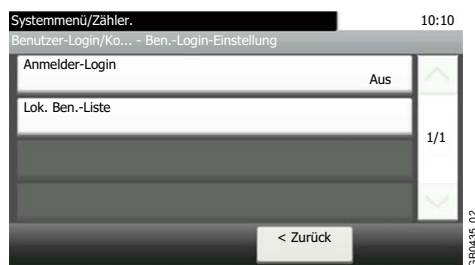 Systemmenü/Zähler. 10:10
Benutzer-Login/Ko... - Ben.-Login-Einstellung
Anmelder-Login
Aus
Lok. Ben.-Liste
1/1
< Zurück